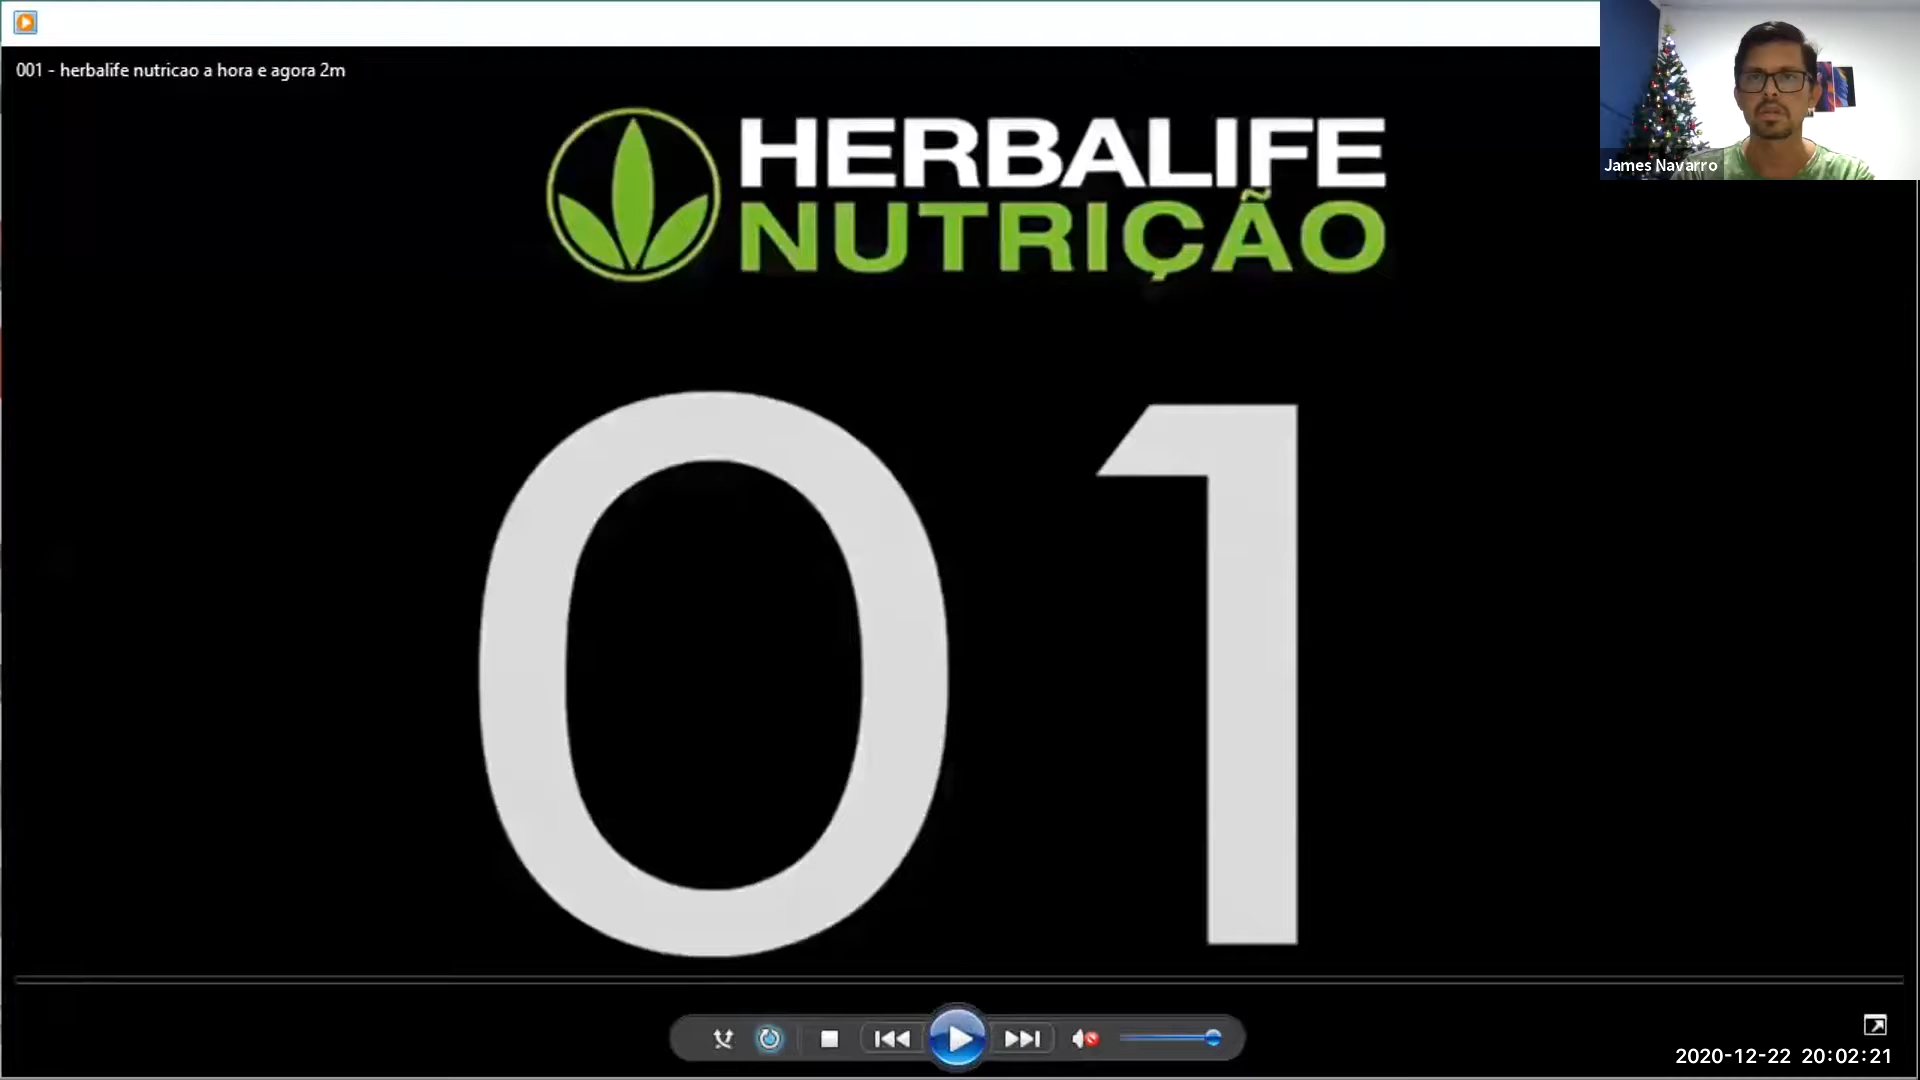 001 - herbalife nutricao a hora e agora 2m
HERBALIFE
NUTRIÇÃO
James Navarro
01
2020-12-22 20:02:21